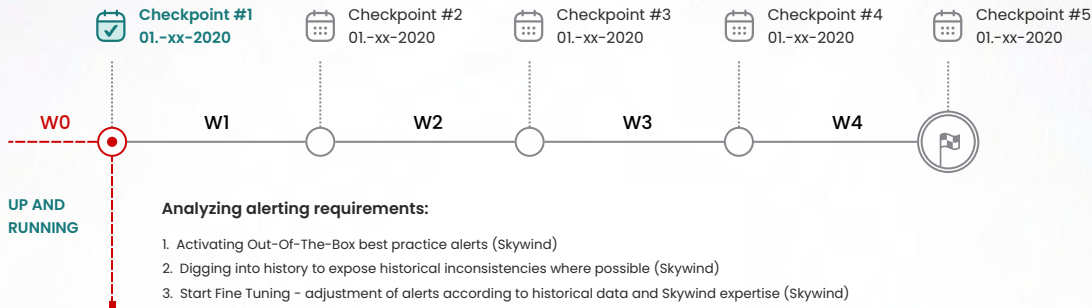 Checkpoint #1
01.-xx-2020
Checkpoint #2
01.-xx-2020
Checkpoint #3
01.-xx-2020
Checkpoint #4
01.-xx-2020
Checkpoint #5
01.-xx-2020
W0
W1
W2
W3
W4
UP AND
RUNNING
Analyzing alerting requirements:
1. Activating Out-Of-The-Box best practice alerts (Skywind)
2. Digging into history to expose historical inconsistencies where possible (Skywind)
3. Start Fine Tuning - adjustment of alerts according to historical data and Skywind expertise (Skywind)